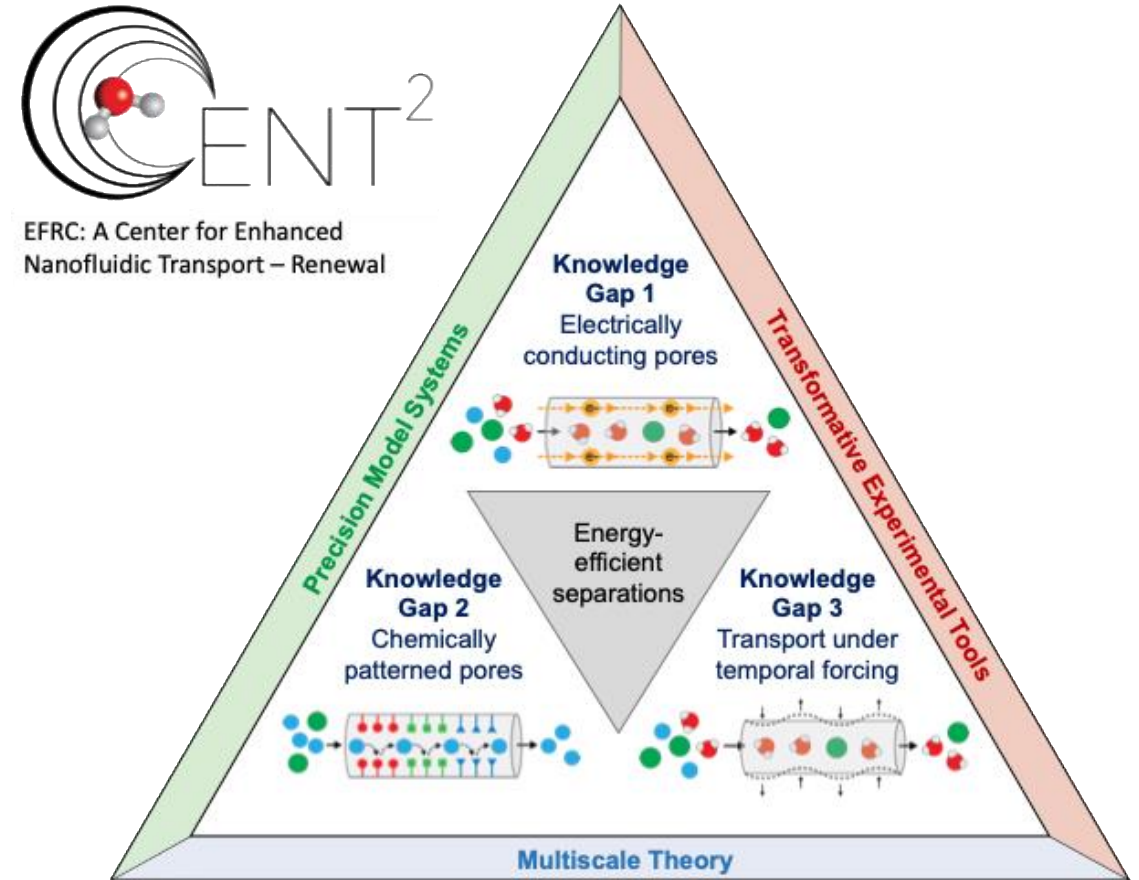 CENT²
EFRC: A Center for Enhanced
Nanofluidic Transport – Renewal
Knowledge
Gap 1
Electrically
conducting pores
Precision Model Systems
Transformative Experimental Tools
e-
e-
e-
e-
Energy-
efficient
separations
Knowledge
Gap 2
Chemically
patterned pores
Knowledge
Gap 3
Transport under
temporal forcing
Multiscale Theory